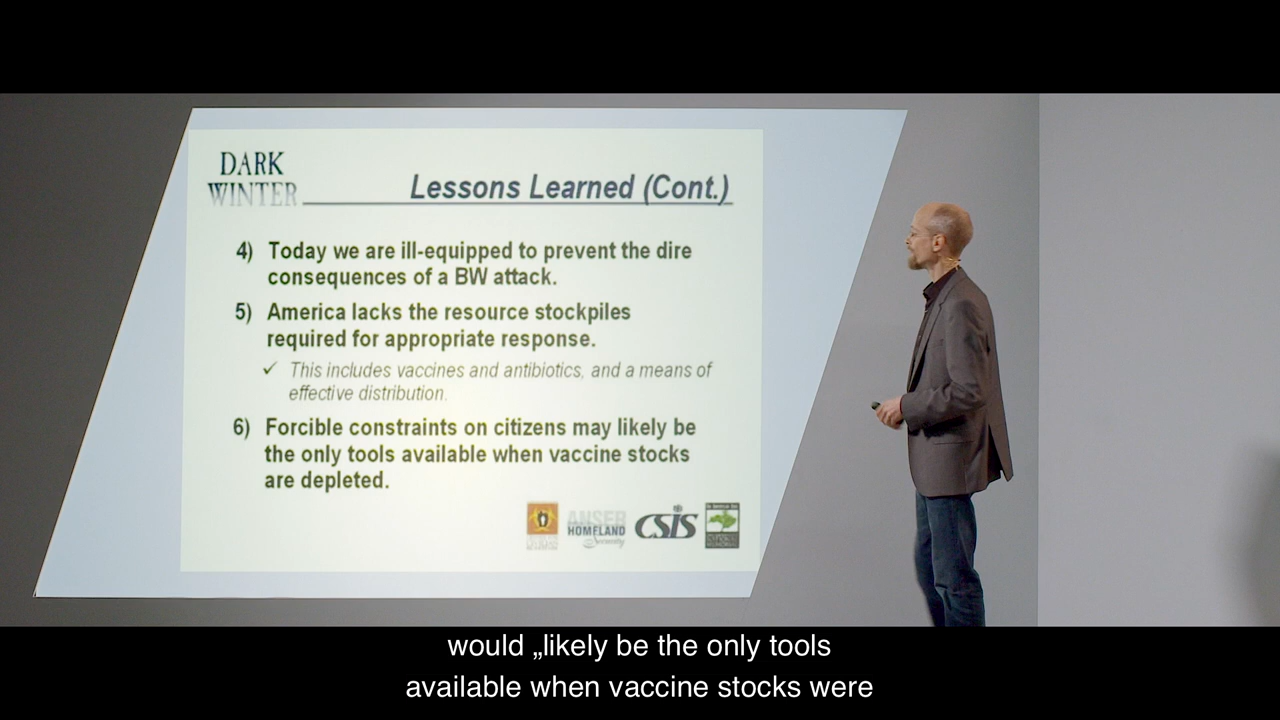 DARK
WINTER
Lessons Learned (Cont.)
4) Today we are ill-equipped to prevent the dire
consequences of a BW attack.
5) America lacks the resource stockpiles
required for appropriate response.
✓ This includes vaccines and antibiotics, and a means of
effective distribution.
6) Forcible constraints on citizens may likely be
the only tools available when vaccine stocks
are depleted.
ANSER
HOMELAND
Security
CSIS
would „likely be the only tools
available when vaccine stocks were